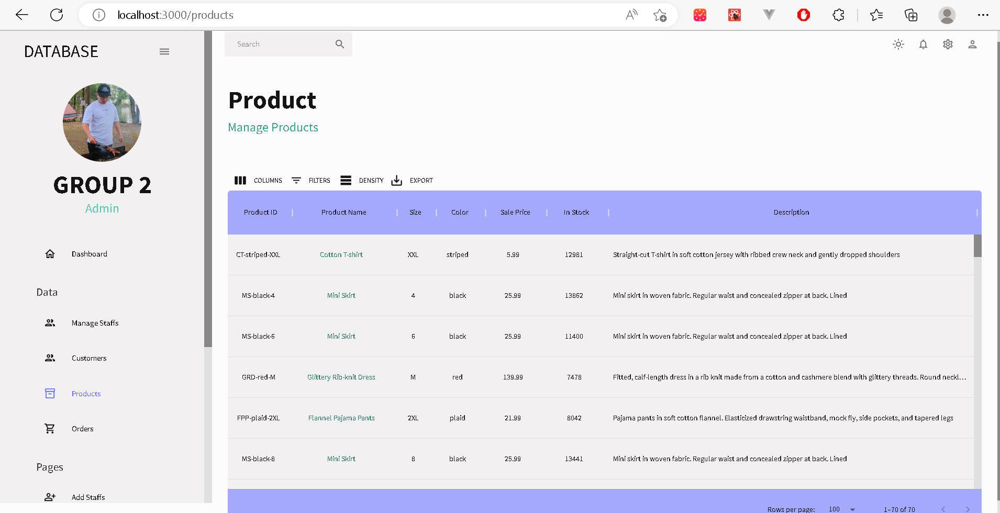 localhost:3000/products
DATABASE
Search
GROUP 2
Admin
Dashboard
Data
Manage Staffs
Customers
Products
Orders
Pages
Add Staffs
Product
Manage Products
COLUMNS FILTERS DENSITY EXPORT
Product ID Product Name Size Color Sale Price In Stock Description
CT-striped-XXL Cotton T-shirt XXL striped 5.99 12981 Straight-cut T-shirt in soft cotton jersey with ribbed crew neck and gently dropped shoulders
MS-black-4 Mini Skirt 4 black 25.99 13862 Mini skirt in woven fabric. Regular waist and concealed zipper at back. Lined
MS-black-6 Mini Skirt 6 black 25.99 11400 Mini skirt in woven fabric. Regular waist and concealed zipper at back. Lined
GRD-red-M Glittery Rib-knit Dress M red 139.99 7478 Fitted, calf-length dress in a rib knit made from a cotton and cashmere blend with glittery threads. Round neckl...
FPP-plaid-2XL Flannel Pajama Pants 2XL plaid 21.99 8042 Pajama pants in soft cotton flannel. Elasticized drawstring waistband, mock fly, side pockets, and tapered legs
MS-black-8 Mini Skirt 8 black 25.99 13441 Mini skirt in woven fabric. Regular waist and concealed zipper at back. Lined
Rows per page: 100 1–70 of 70